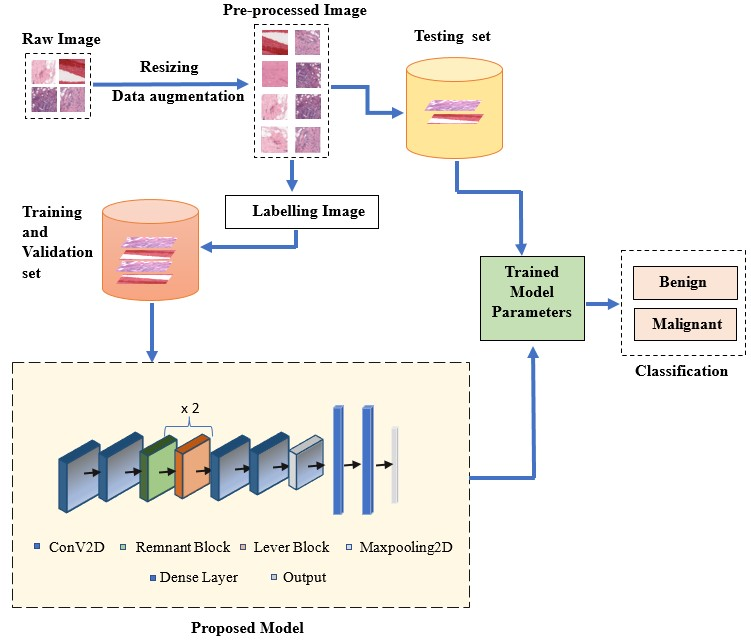 Pre-processed Image
Raw Image
Testing set
Resizing
Data augmentation
Labelling Image
Training
and
Validation
set
Trained
Model
Parameters
Benign
Malignant
Classification
x 2
ConV2D
Remnant Block
Lever Block
Maxpooling2D
Dense Layer
Output
Proposed Model